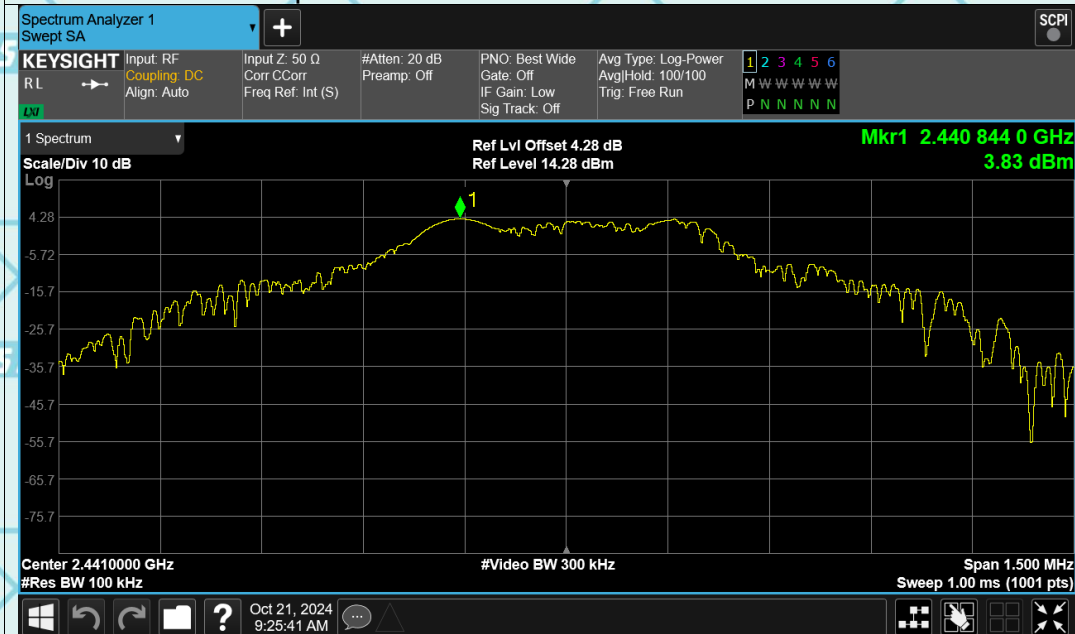 Spectrum Analyzer 1
Swept SA
+
SCPI
KEYSIGHT
R L
LXI
Input: RF
Coupling: DC
Align: Auto
Input Z: 50 Ω
Corr CCorr
Freq Ref: Int (S)
#Atten: 20 dB
Preamp: Off
PNO: Best Wide
Gate: Off
IF Gain: Low
Sig Track: Off
Avg Type: Log-Power
Avg|Hold: 100/100
Trig: Free Run
1 2 3 4 5 6
M W W W W W
P N N N N N
1 Spectrum
Scale/Div 10 dB
Ref Lvl Offset 4.28 dB
Ref Level 14.28 dBm
Mkr1 2.440 844 0 GHz
3.83 dBm
Log
1
4.28
-5.72
-15.7
-25.7
-35.7
-45.7
-55.7
-65.7
-75.7
Center 2.4410000 GHz
#Video BW 300 kHz
Span 1.500 MHz
#Res BW 100 kHz
Sweep 1.00 ms (1001 pts)
?
Oct 21, 2024
9:25:41 AM